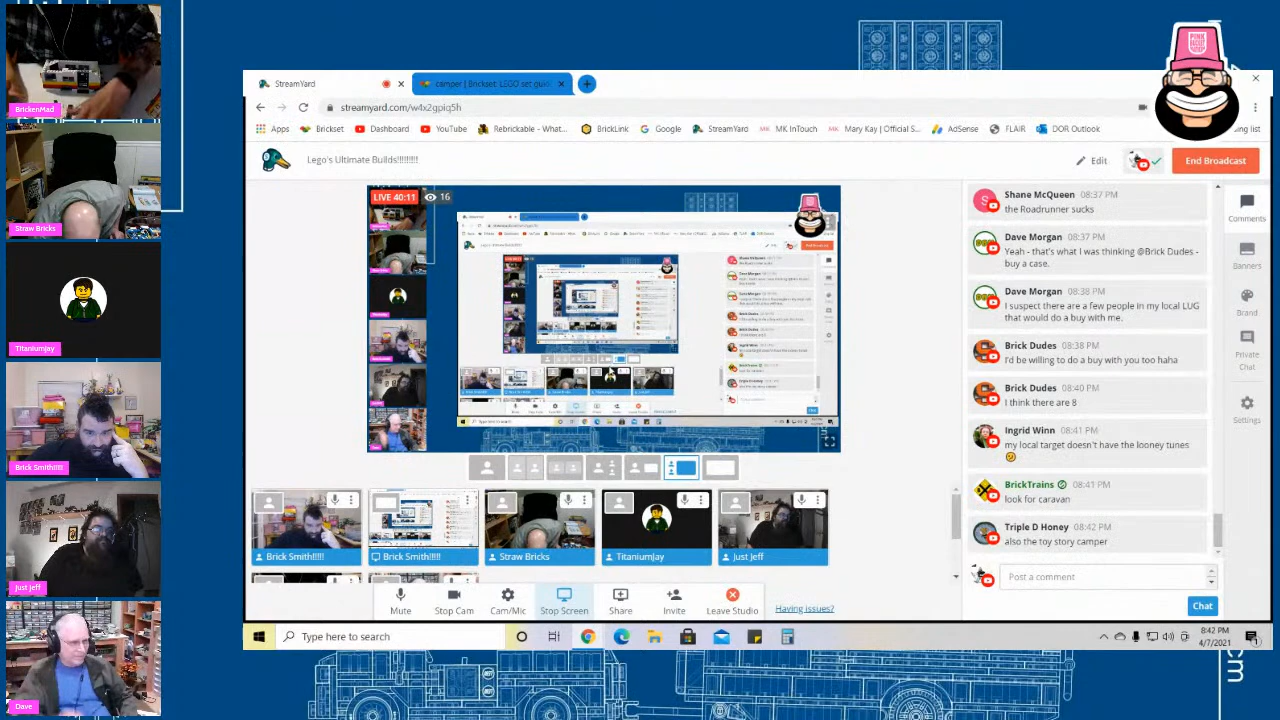 BrickenMad
Straw Bricks
TitaniumJay
Brick Smith!!!!!
Just Jeff
Dave
StreamYard
camper | Brickset: LEGO set guid
streamyard.com/w4x2gpiq5h
Apps
Brickset
Dashboard
YouTube
Rebrickable - What...
BrickLink
Google
StreamYard
MK InTouch
Mary Kay | Official S...
AdSense
FLAIR
DOR Outlook
Lego's Ultimate Builds!!!!!!!!!
Edit
End Broadcast
LIVE 40:11
16
Shane McQueen 08:37 PM
the Roadrunner sucks
Dave Morgan 08:37 PM
Yeah - that's what I was thinking @Brick Dudes -
buy a case.
Dave Morgan 08:38 PM
I suspect there are a few people in my local LUG
that would do a buy with me.
Brick Dudes 08:38 PM
I'd be willing to do a buy with you too haha
Brick Dudes 08:40 PM
I think there are 8
Ingrid Winn 08:41 PM
my local target doesn't have the looney tunes
BrickTrains 08:41 PM
look for caravan
Triple D Honey 08:42 PM
also the toy story camper
Post a comment
Chat
Comments
Banners
Brand
Private
Chat
Settings
Brick Smith!!!!!
Brick Smith!!!!!
Straw Bricks
TitaniumJay
Just Jeff
Mute
Stop Cam
Cam/Mic
Stop Screen
Share
Invite
Leave Studio
Having issues?
Type here to search
8:42 PM
4/7/2021
cm